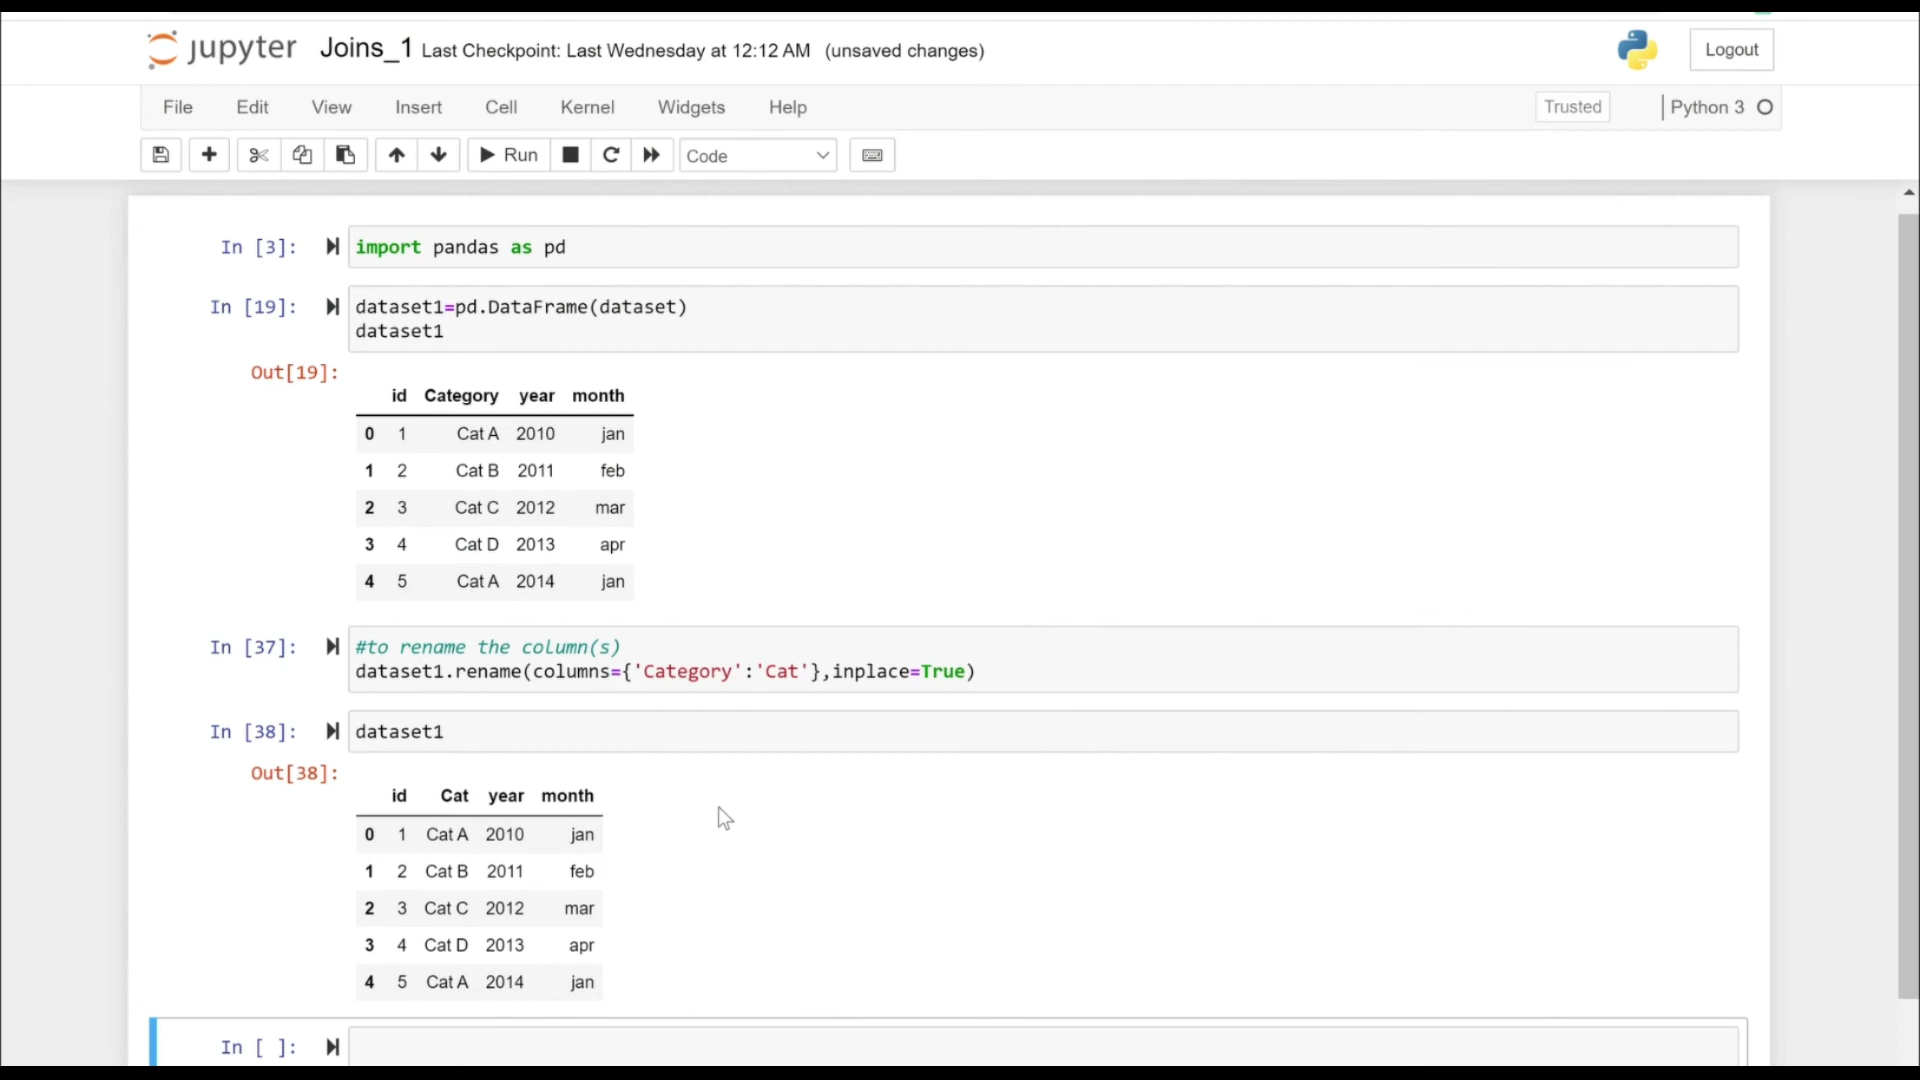 jupyter Joins_1 Last Checkpoint: Last Wednesday at 12:12 AM (unsaved changes) Logout
File Edit View Insert Cell Kernel Widgets Help Trusted Python 3
Run Code
In [3]: import pandas as pd
In [19]: dataset1=pd.DataFrame(dataset)
dataset1
Out[19]:
id Category year month
0 1 Cat A 2010 jan
1 2 Cat B 2011 feb
2 3 Cat C 2012 mar
3 4 Cat D 2013 apr
4 5 Cat A 2014 jan
In [37]: #to rename the column(s)
dataset1.rename(columns={'Category':'Cat'},inplace=True)
In [38]: dataset1
Out[38]:
id Cat year month
0 1 Cat A 2010 jan
1 2 Cat B 2011 feb
2 3 Cat C 2012 mar
3 4 Cat D 2013 apr
4 5 Cat A 2014 jan
In [ ]: